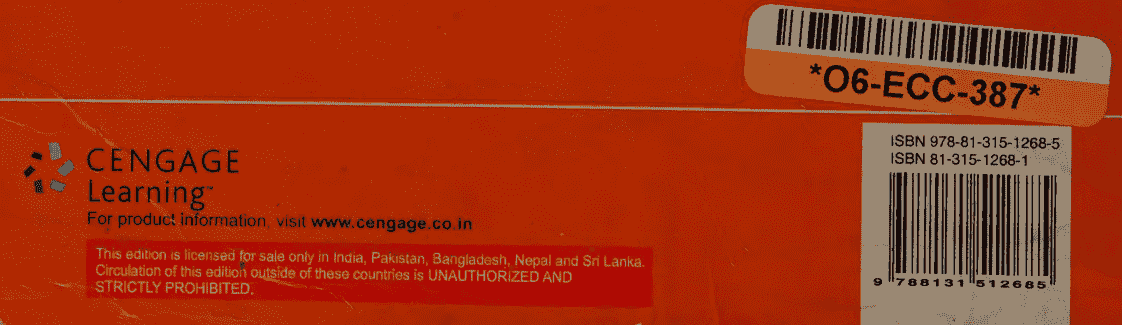 *O6-ECC-387*
ISBN 978-81-315-1268-5
ISBN 81-315-1268-1
9 788131 512685
CENGAGE
Learning™
For product information, visit www.cengage.co.in
This edition is licensed for sale only in India, Pakistan, Bangladesh, Nepal and Sri Lanka.
Circulation of this edition outside of these countries is UNAUTHORIZED AND
STRICTLY PROHIBITED.